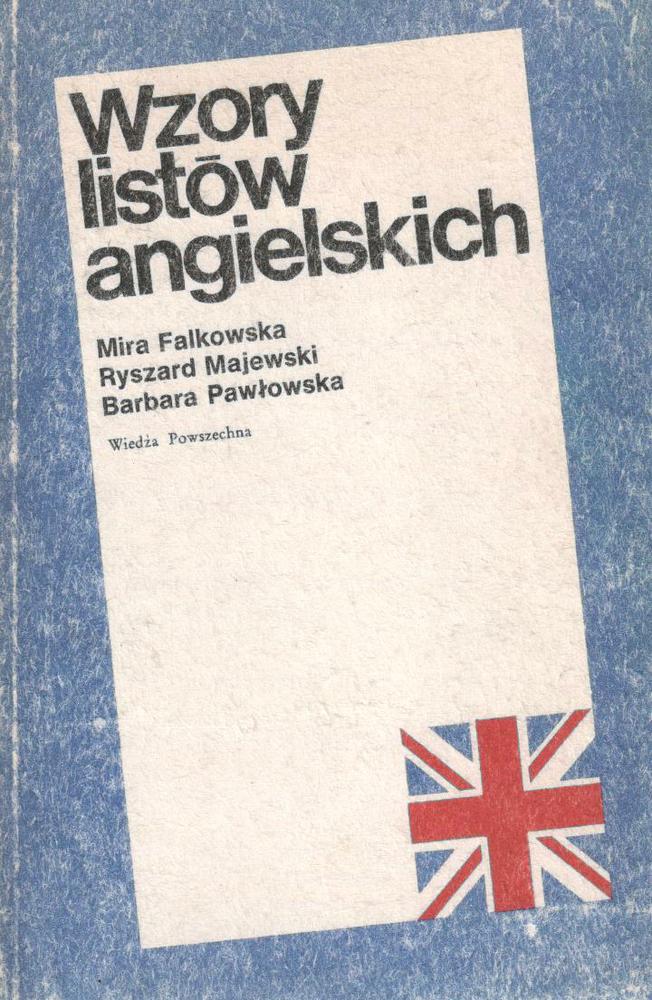 Wzory
listów
angielskich
Mira Falkowska
Ryszard Majewski
Barbara Pawłowska
Wiedza Powszechna